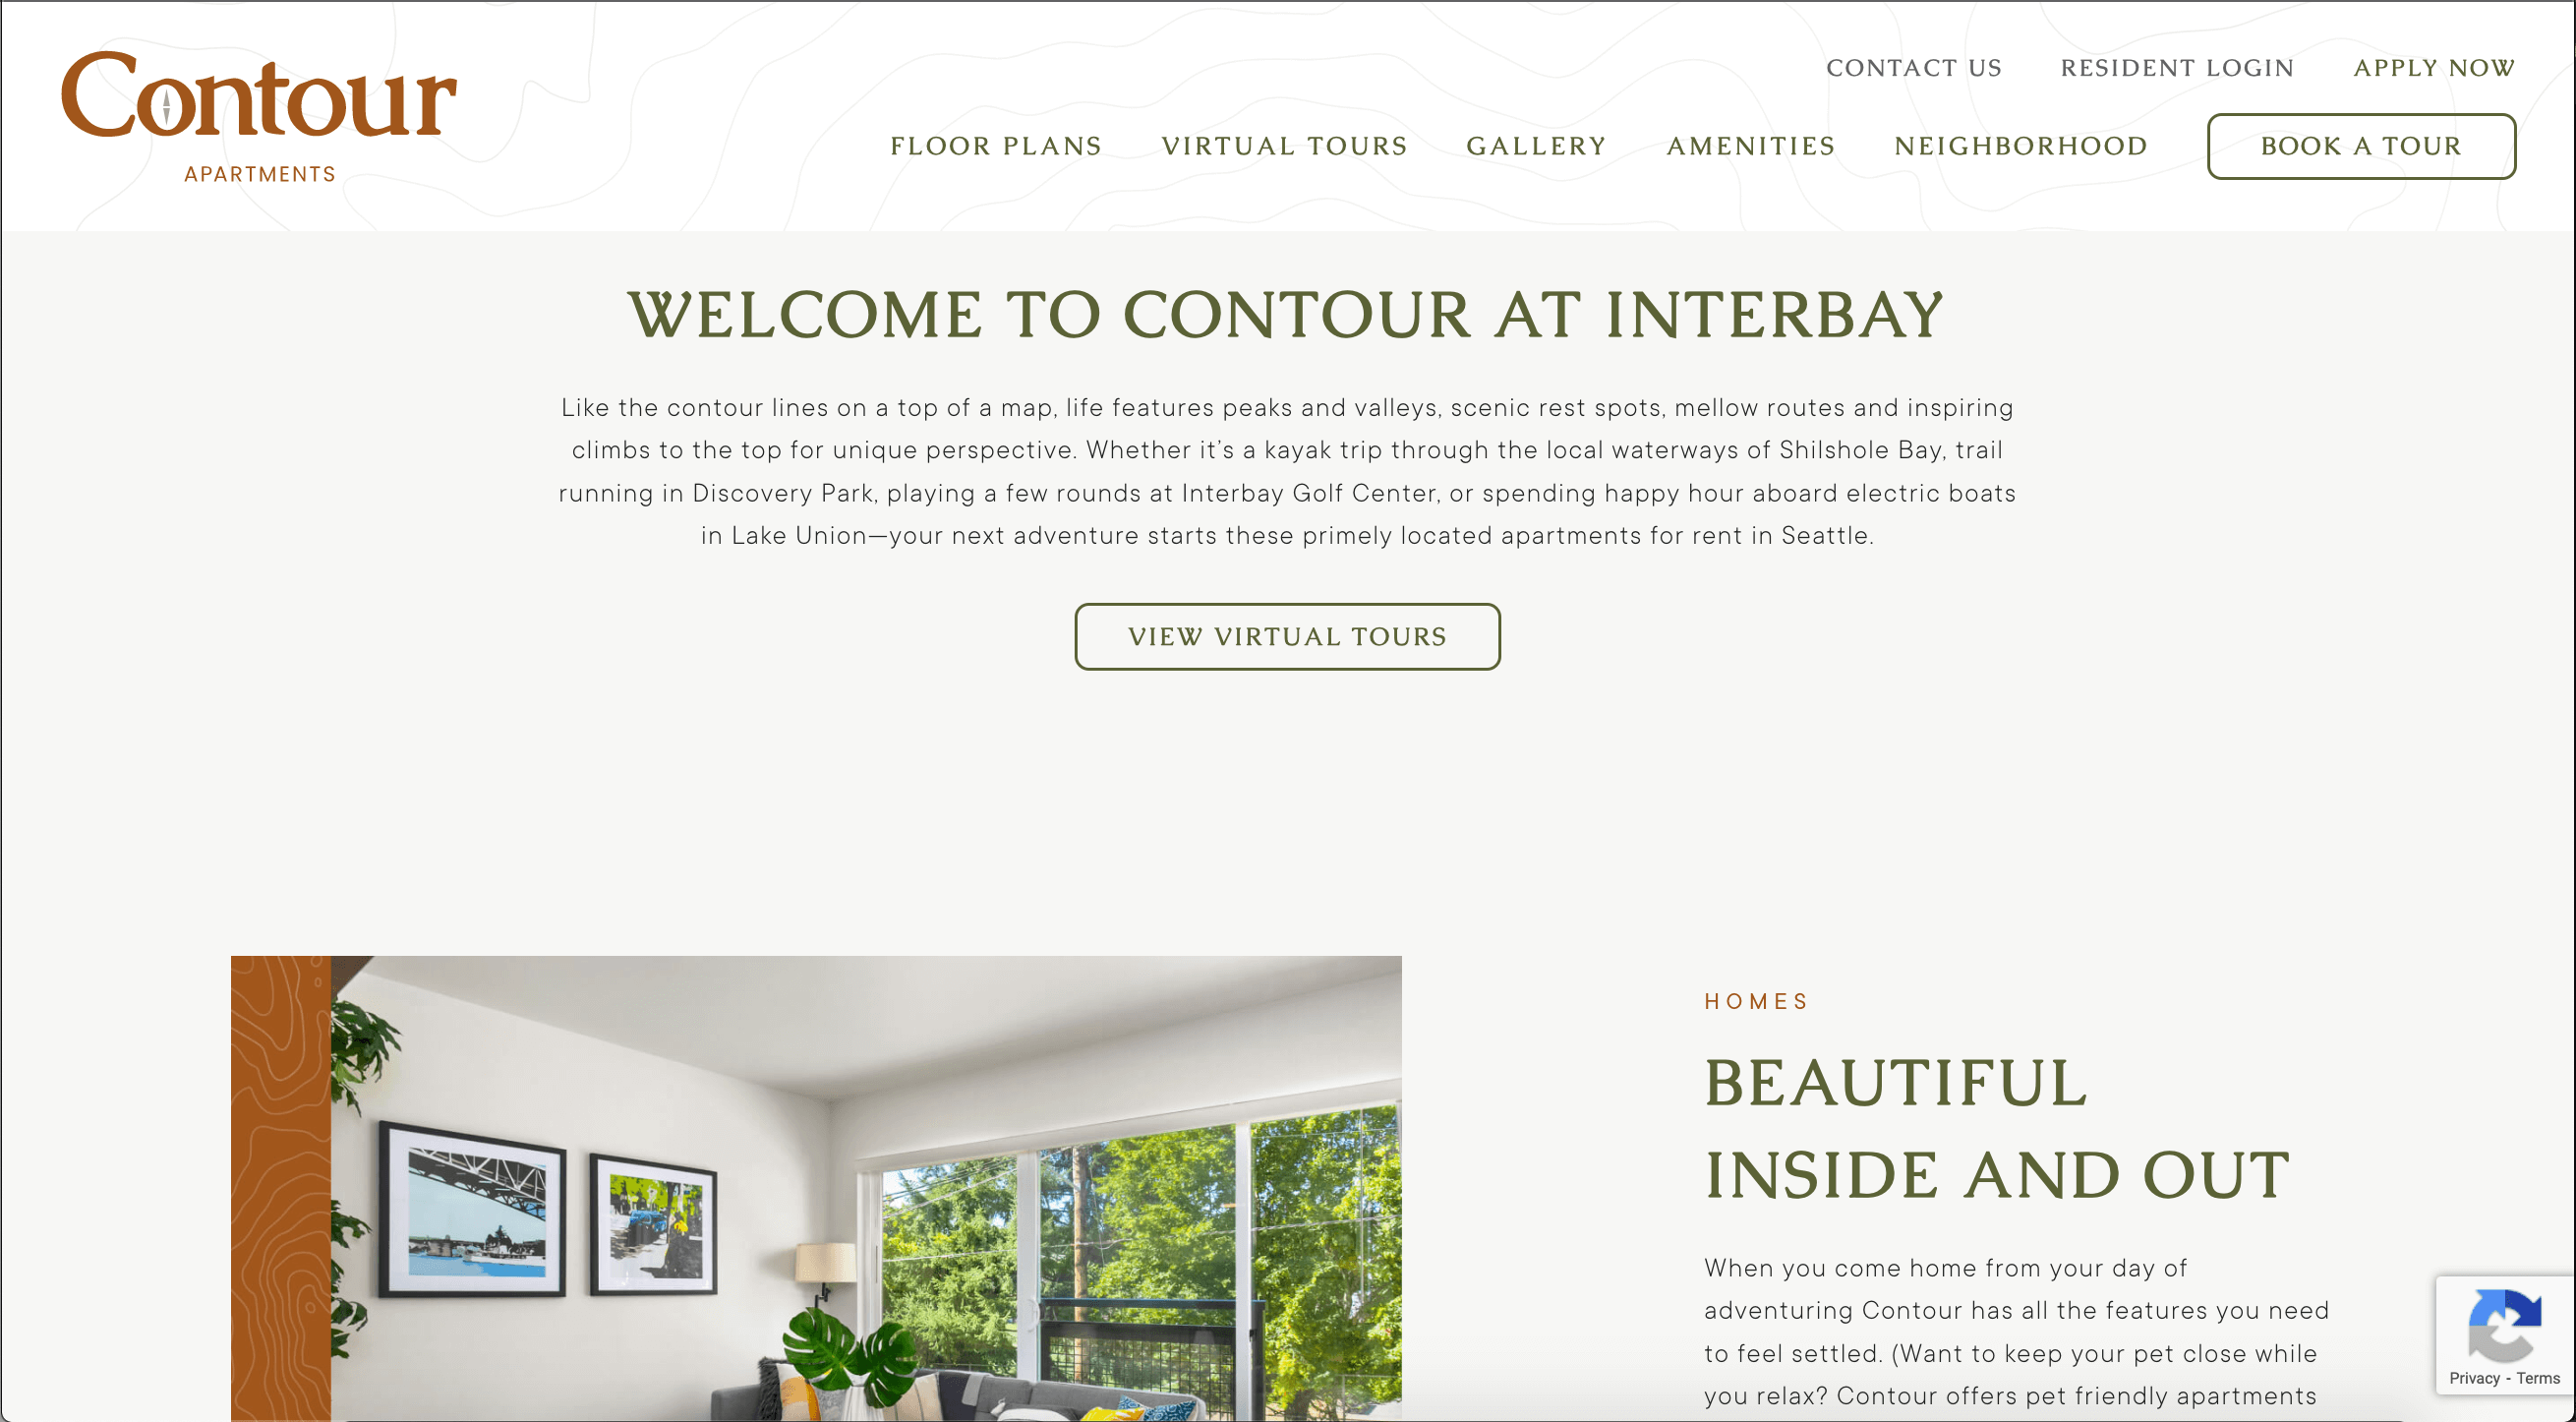 Contour
APARTMENTS
CONTACT US RESIDENT LOGIN APPLY NOW
FLOOR PLANS VIRTUAL TOURS GALLERY AMENITIES NEIGHBORHOOD BOOK A TOUR
WELCOME TO CONTOUR AT INTERBAY
Like the contour lines on a top of a map, life features peaks and valleys, scenic rest spots, mellow routes and inspiring
climbs to the top for unique perspective. Whether it’s a kayak trip through the local waterways of Shilshole Bay, trail
running in Discovery Park, playing a few rounds at Interbay Golf Center, or spending happy hour aboard electric boats
in Lake Union—your next adventure starts these primely located apartments for rent in Seattle.
VIEW VIRTUAL TOURS
HOMES
BEAUTIFUL
INSIDE AND OUT
When you come home from your day of
adventuring Contour has all the features you need
to feel settled. (Want to keep your pet close while
you relax? Contour offers pet friendly apartments
Privacy - Terms